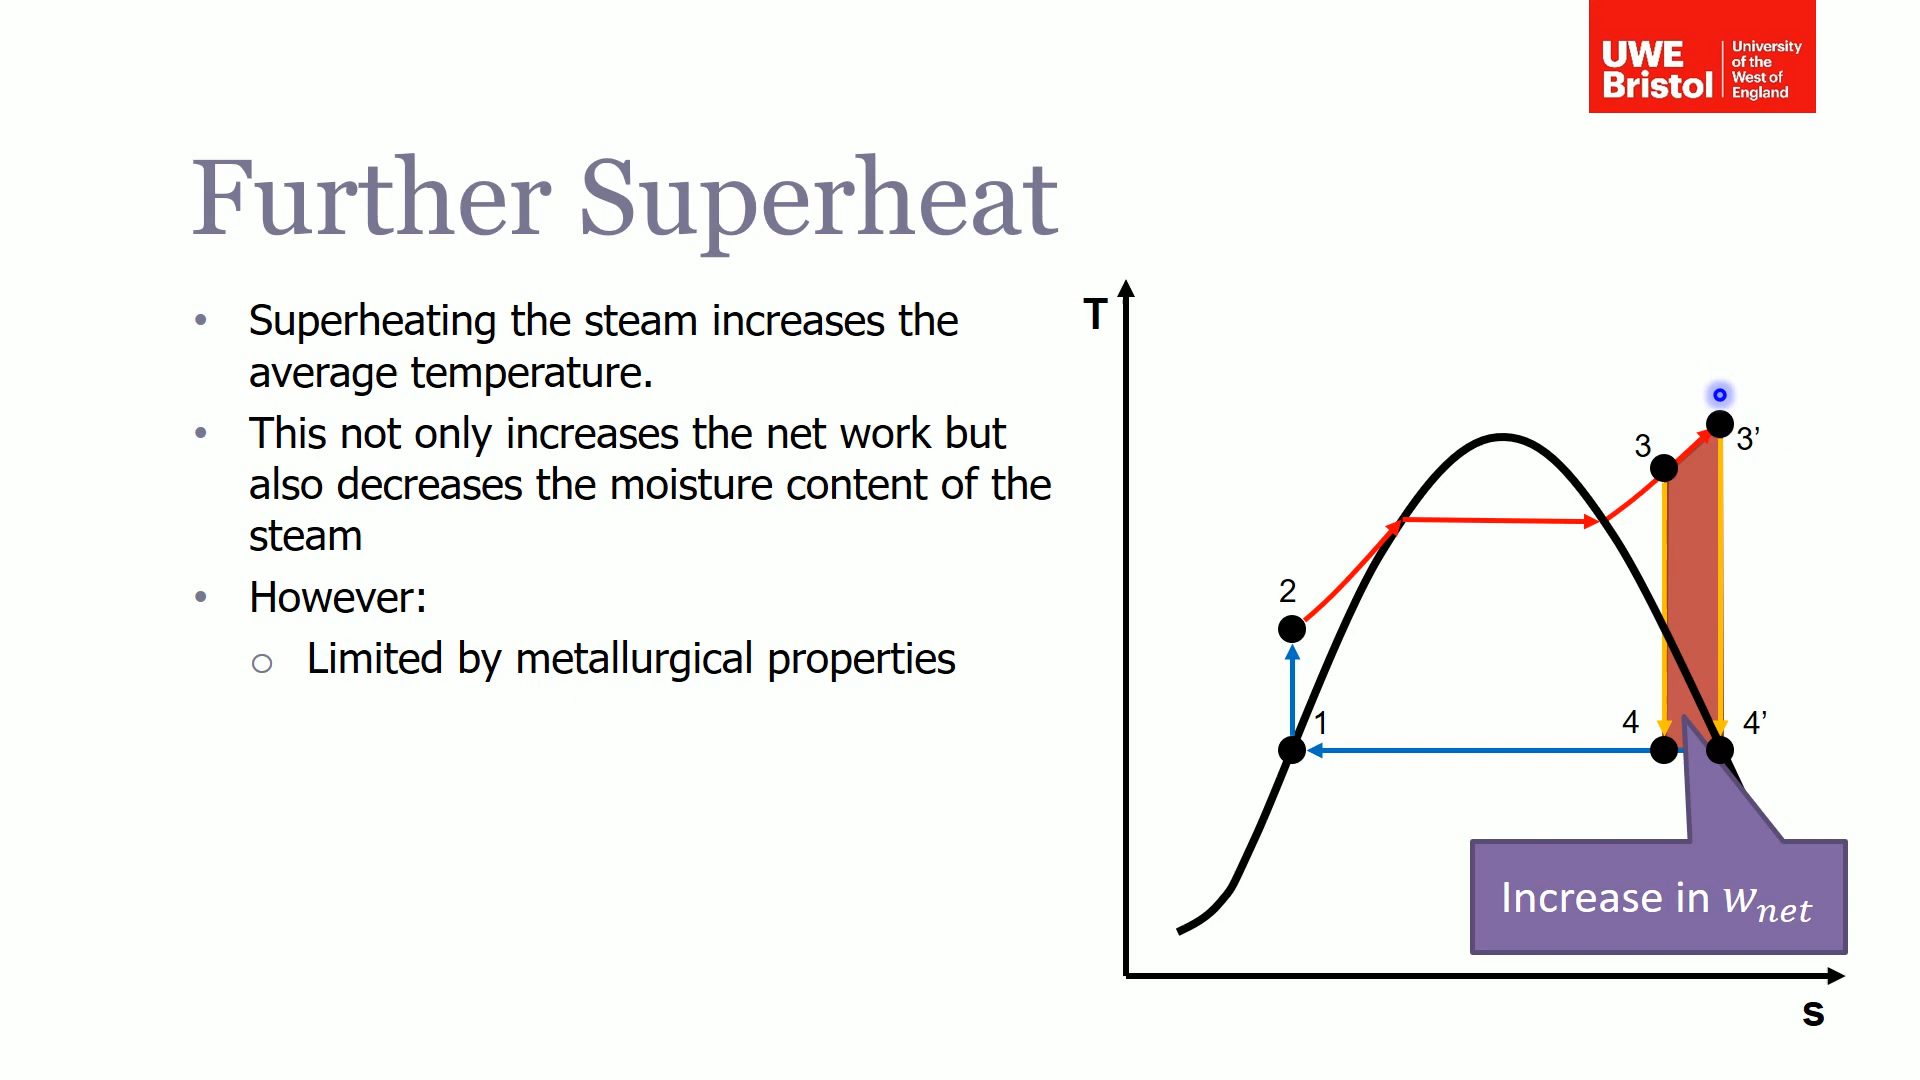 UWE
Bristol
University
of the
West of
England
Further Superheat
• Superheating the steam increases the
average temperature.
• This not only increases the net work but
also decreases the moisture content of the
steam
• However:
○ Limited by metallurgical properties
T
3
3’
2
1
4
4’
Increase in w_net
s